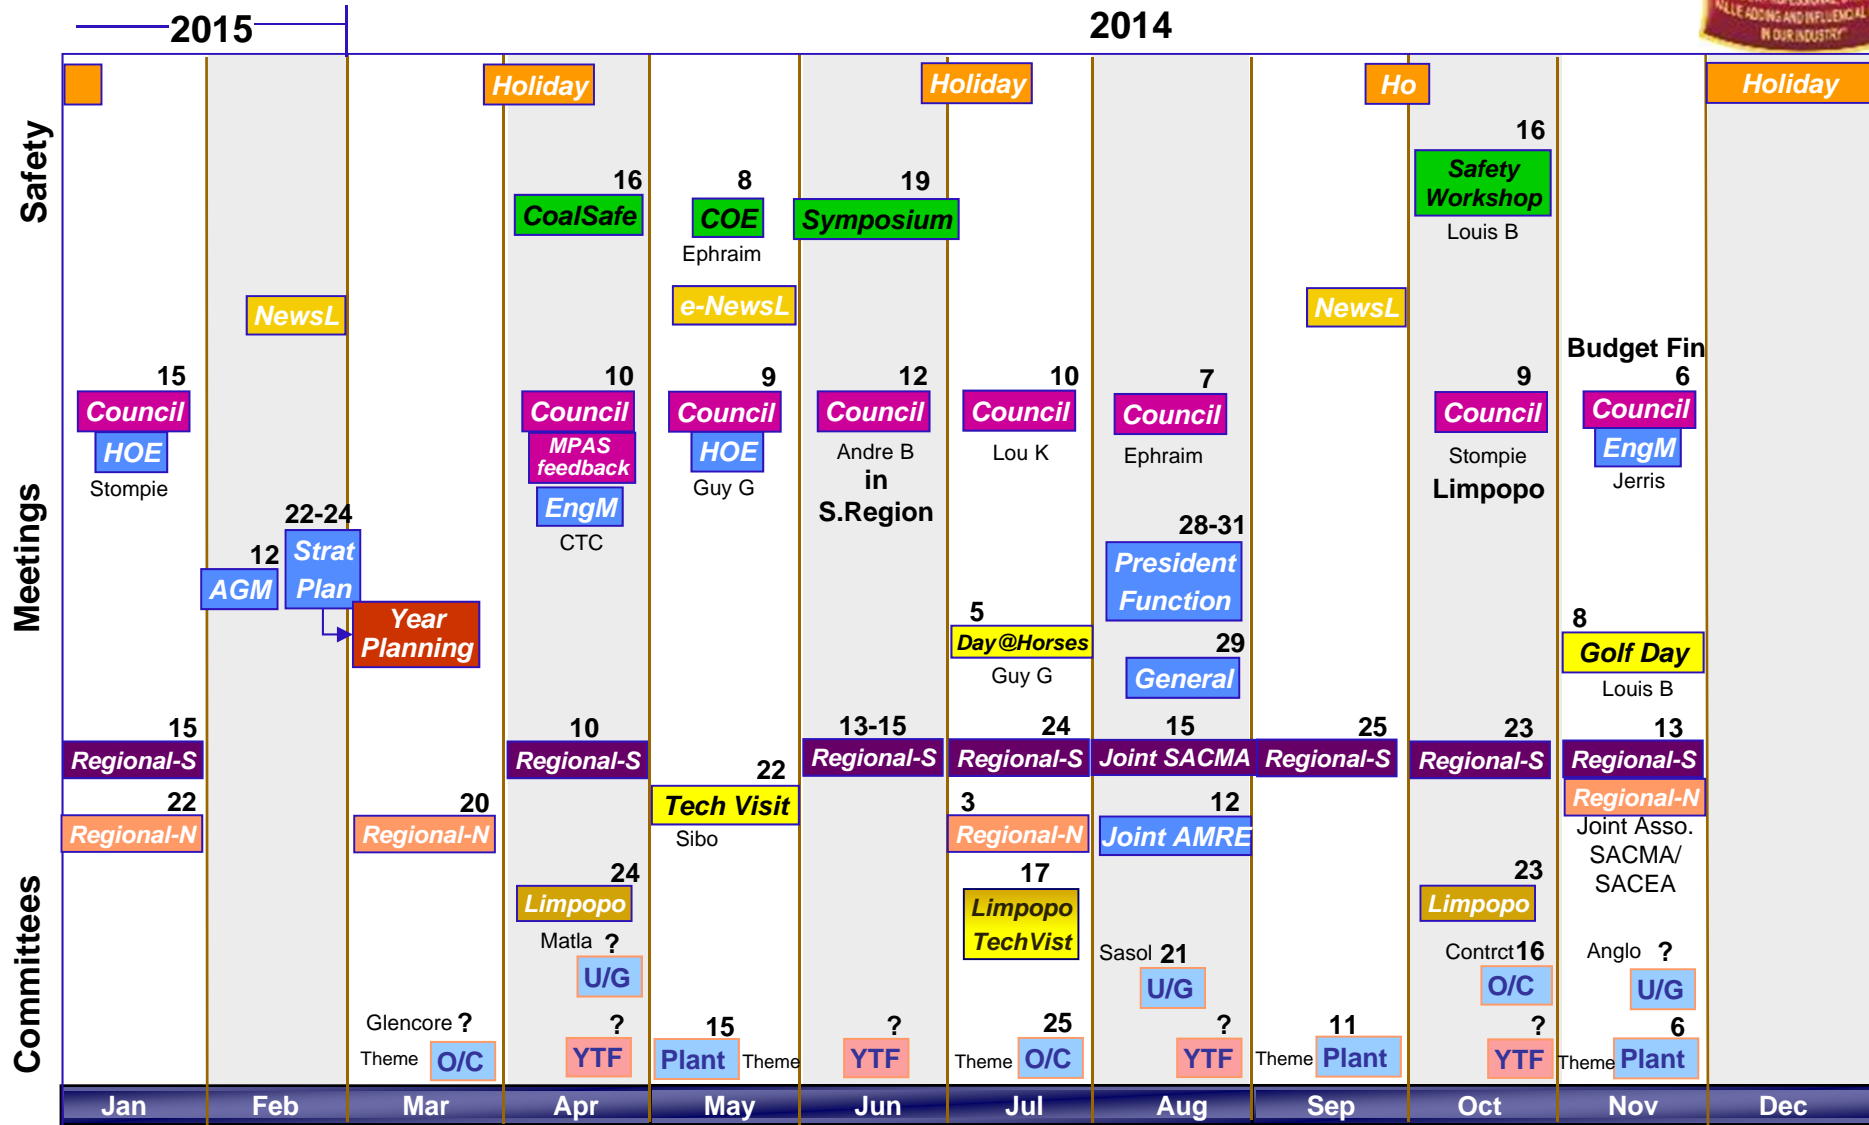 2015
2014
VALUE ADDING AND INFLUENCIAL
IN OUR INDUSTRY"
Holiday
Holiday
Ho
Holiday
Safety
16
CoalSafe
8
COE
Ephraim
19
Symposium
16
Safety
Workshop
Louis B
NewsL
e-NewsL
NewsL
Meetings
15
Council
HOE
Stompie
12
AGM
22-24
Strat
Plan
Year
Planning
10
Council
MPAS
feedback
EngM
CTC
9
Council
HOE
Guy G
12
Council
Andre B
in
S.Region
10
Council
Lou K
5
Day@Horses
Guy G
7
Council
Ephraim
28-31
President
Function
29
General
9
Council
Stompie
Limpopo
Budget Fin
6
Council
EngM
Jerris
8
Golf Day
Louis B
15
Regional-S
10
Regional-S
13-15
Regional-S
24
Regional-S
15
Joint SACMA
25
Regional-S
23
Regional-S
13
Regional-S
22
Regional-N
20
Regional-N
22
Tech Visit
Sibo
3
Regional-N
12
Joint AMRE
Regional-N
Joint Asso.
SACMA/
SACEA
Committees
24
Limpopo
17
Limpopo
TechVist
23
Limpopo
Matla ?
U/G
Sasol 21
U/G
Contrct 16
O/C
Anglo ?
U/G
Glencore ?
Theme O/C
?
YTF
15
Plant Theme
?
YTF
25
Theme O/C
?
YTF
11
Theme Plant
?
YTF
6
Theme Plant
Jan Feb Mar Apr May Jun Jul Aug Sep Oct Nov Dec